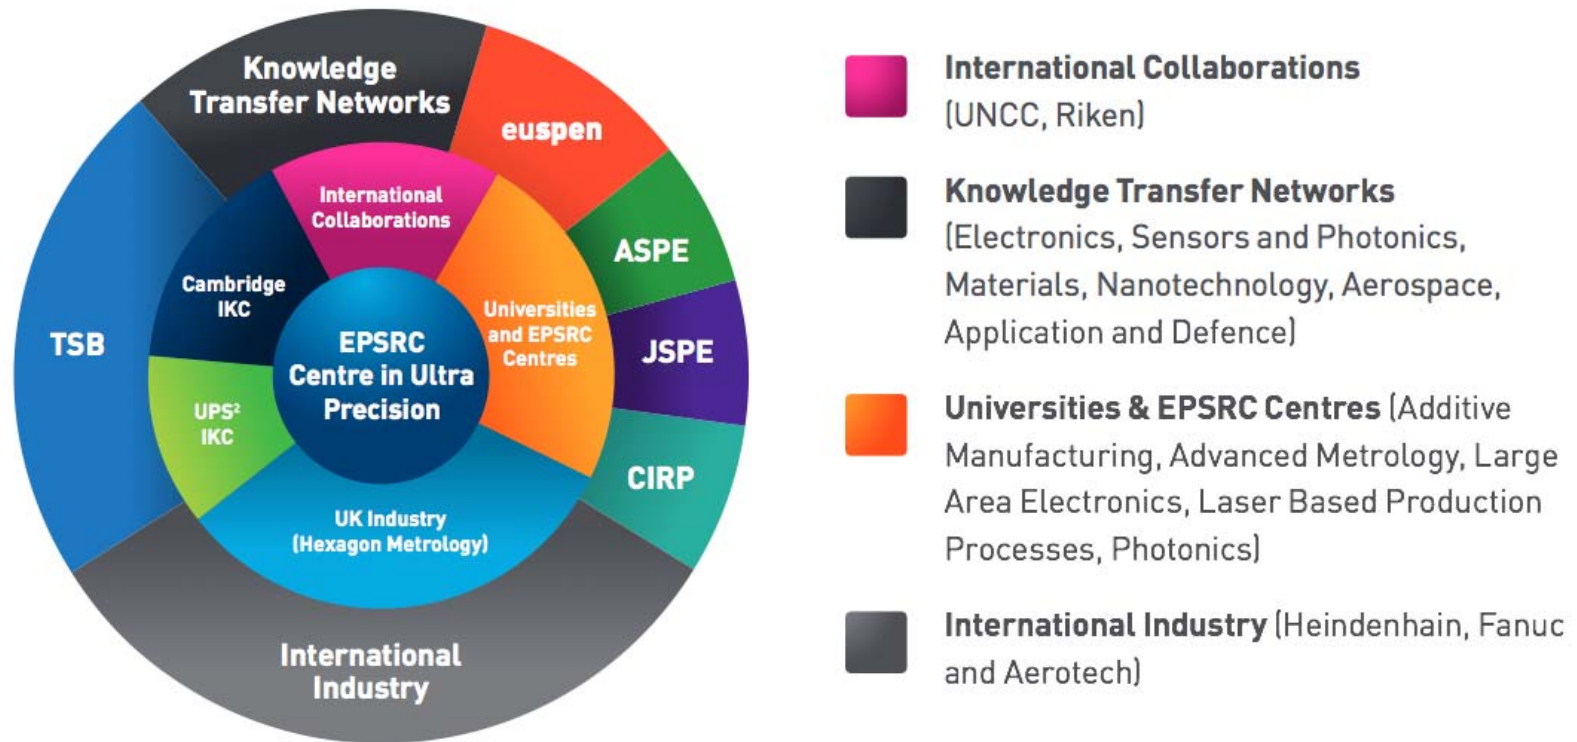 Knowledge
Transfer Networks
euspen
ASPE
JSPE
CIRP
International
Industry
TSB
International
Collaborations
Universities
and EPSRC
Centres
UK Industry
(Hexagon Metrology)
UPS²
IKC
Cambridge
IKC
EPSRC
Centre in Ultra
Precision
International Collaborations
(UNCC, Riken)
Knowledge Transfer Networks
(Electronics, Sensors and Photonics,
Materials, Nanotechnology, Aerospace,
Application and Defence)
Universities & EPSRC Centres (Additive
Manufacturing, Advanced Metrology, Large
Area Electronics, Laser Based Production
Processes, Photonics)
International Industry (Heindenhain, Fanuc
and Aerotech)